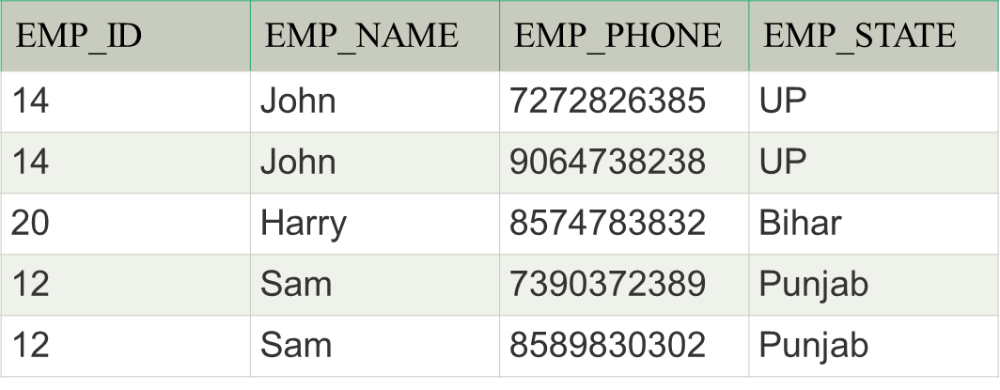 EMP_ID EMP_NAME EMP_PHONE EMP_STATE
14 John 7272826385 UP
14 John 9064738238 UP
20 Harry 8574783832 Bihar
12 Sam 7390372389 Punjab
12 Sam 8589830302 Punjab